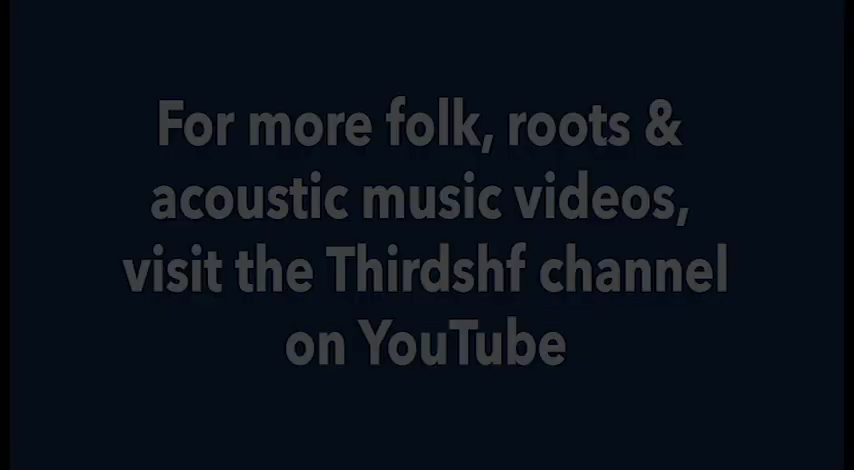 For more folk, roots &
acoustic music videos,
visit the Thirdshf channel
on YouTube